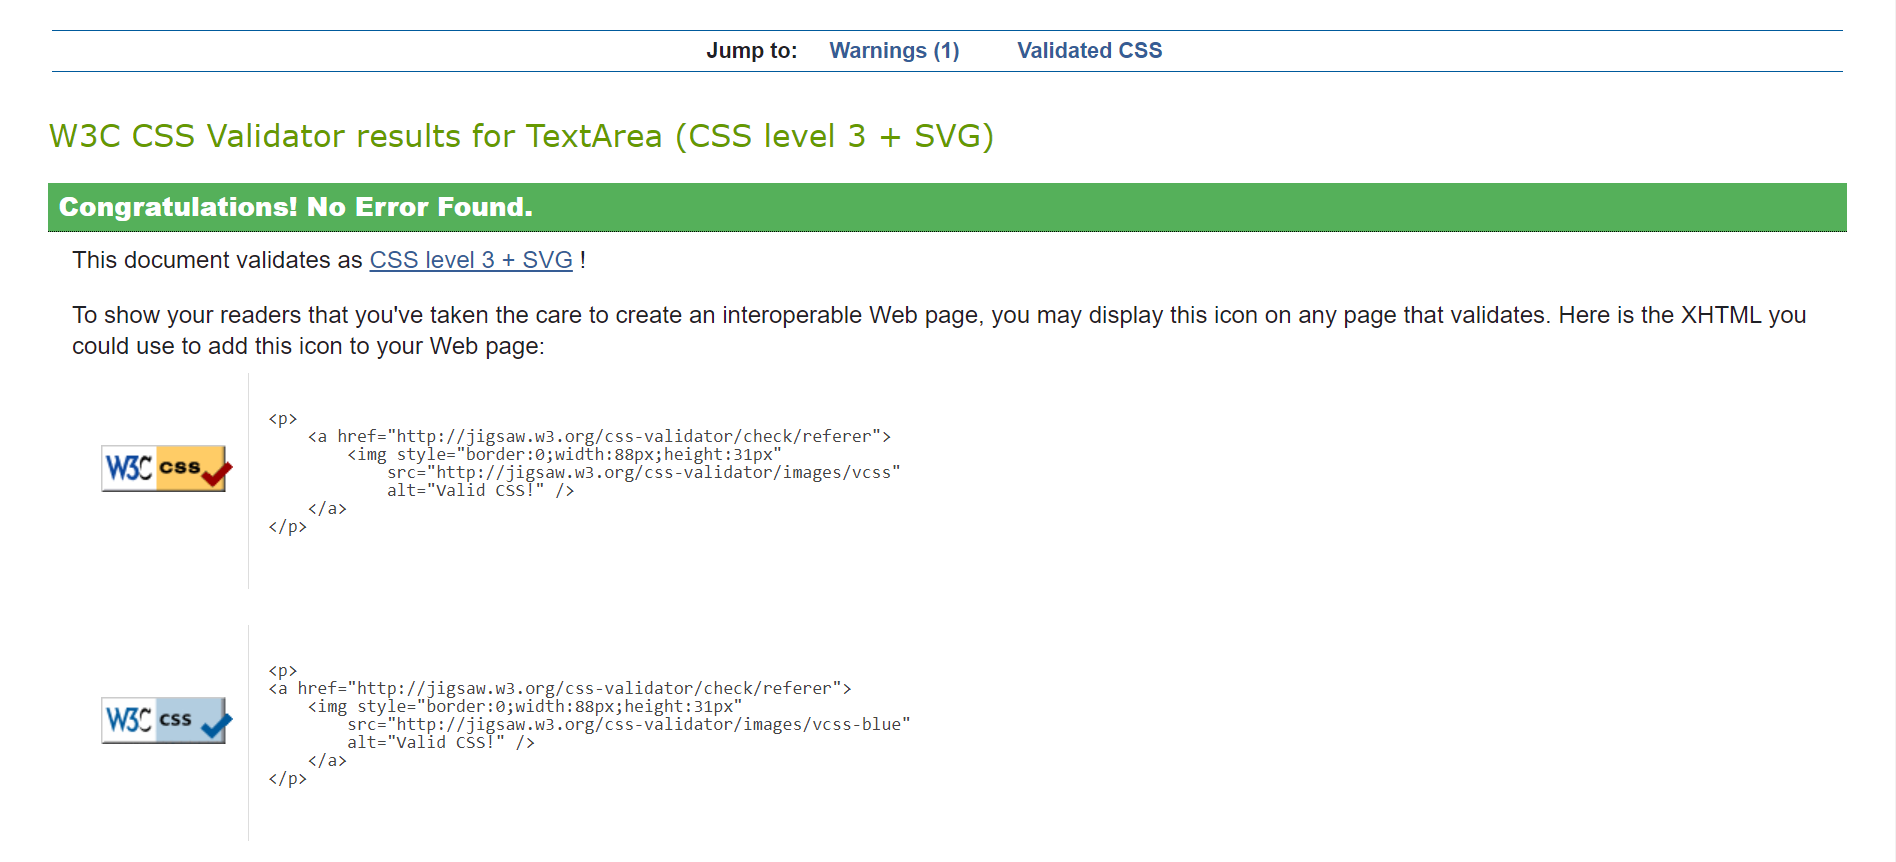 Jump to: Warnings (1) Validated CSS
W3C CSS Validator results for TextArea (CSS level 3 + SVG)
Congratulations! No Error Found.
This document validates as CSS level 3 + SVG !
To show your readers that you've taken the care to create an interoperable Web page, you may display this icon on any page that validates. Here is the XHTML you
could use to add this icon to your Web page:
<p>
<a href="http://jigsaw.w3.org/css-validator/check/referer">
<img style="border:0;width:88px;height:31px"
W3C css
src="http://jigsaw.w3.org/css-validator/images/vcss"
alt="Valid CSS!" />
</a>
</p>
<p>
<a href="http://jigsaw.w3.org/css-validator/check/referer">
<img style="border:0;width:88px;height:31px"
W3C css
src="http://jigsaw.w3.org/css-validator/images/vcss-blue"
alt="Valid CSS!" />
</a>
</p>